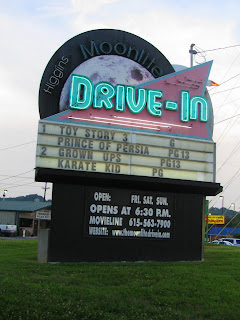 Higgins Moonlite
DRIVE-IN
1 TOY STORY 3 G
PRINCE OF PERSIA PG13
2 GROWN UPS PG13
KARATE KID PG
OPEN: FRI. SAT. SUN.
OPENS AT @ 6:30 P.M.
MOVIELINE 615-563-7900
WEBSITE: www.themoonlitedrivein.com